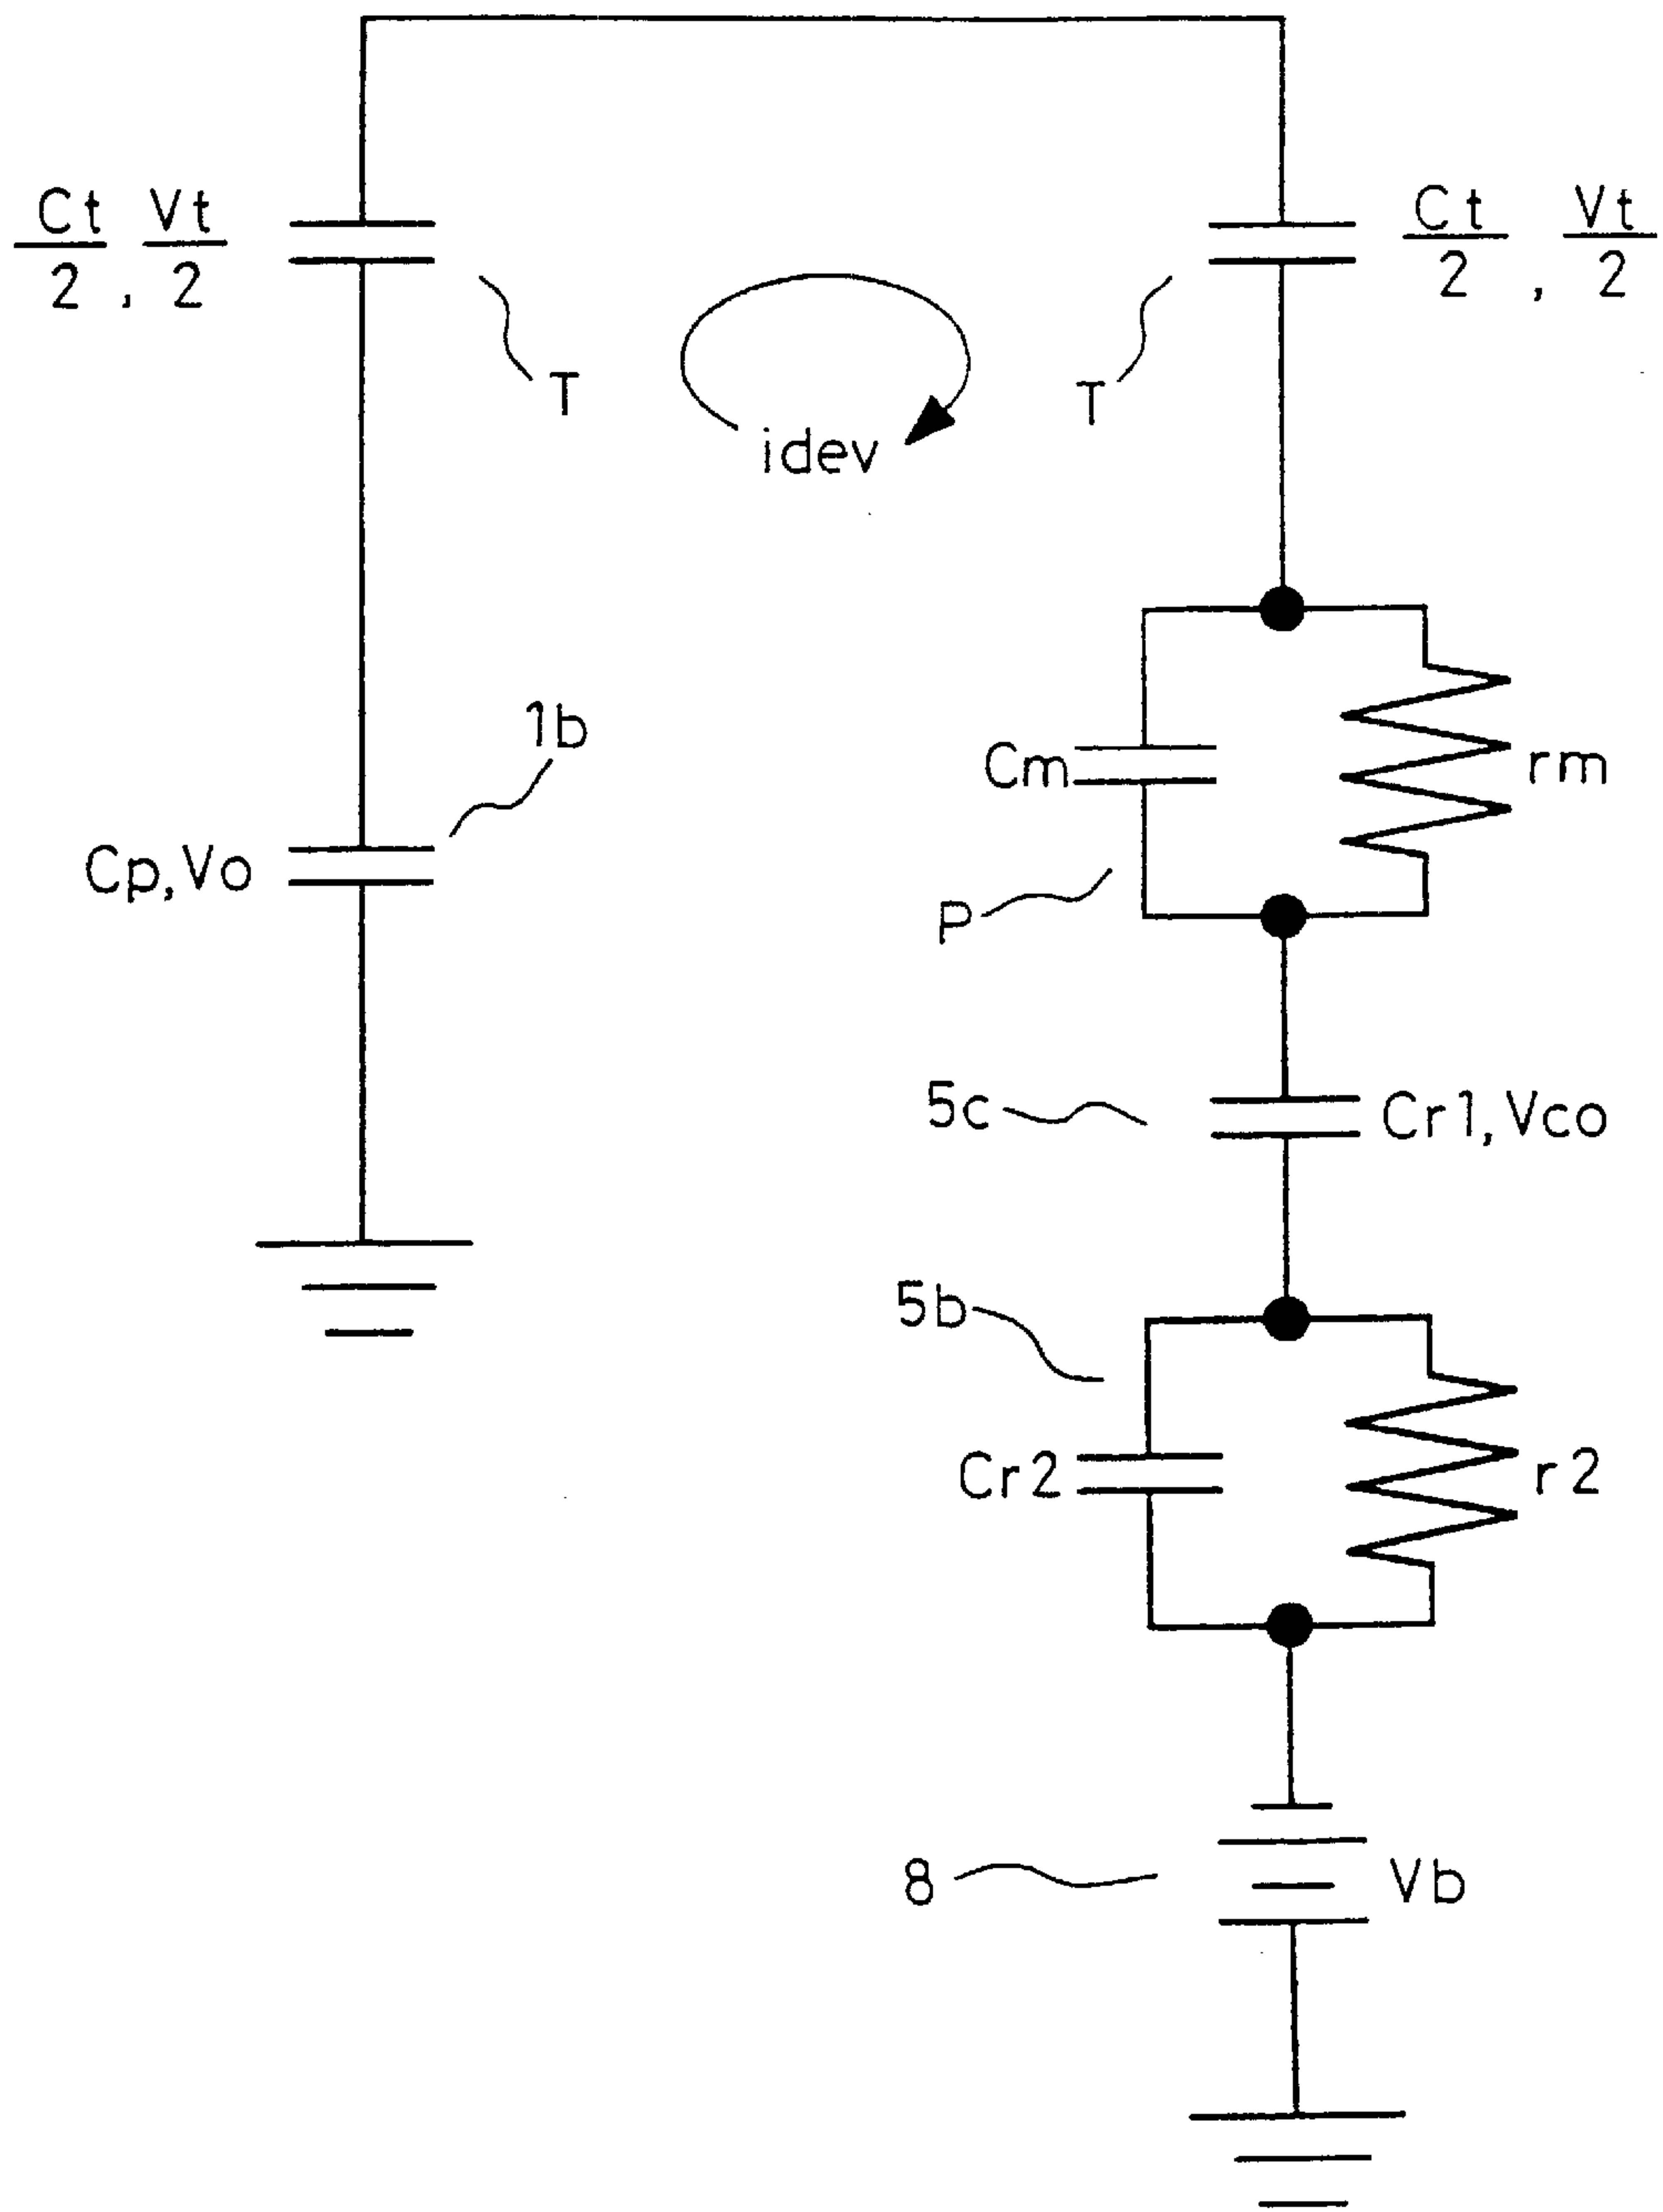 Ct/2, Vt/2
Ct/2, Vt/2
T
T
idev
1b
Cm
rm
Cp,Vo
P
5c
Cr1,Vco
5b
Cr2
r2
8
Vb